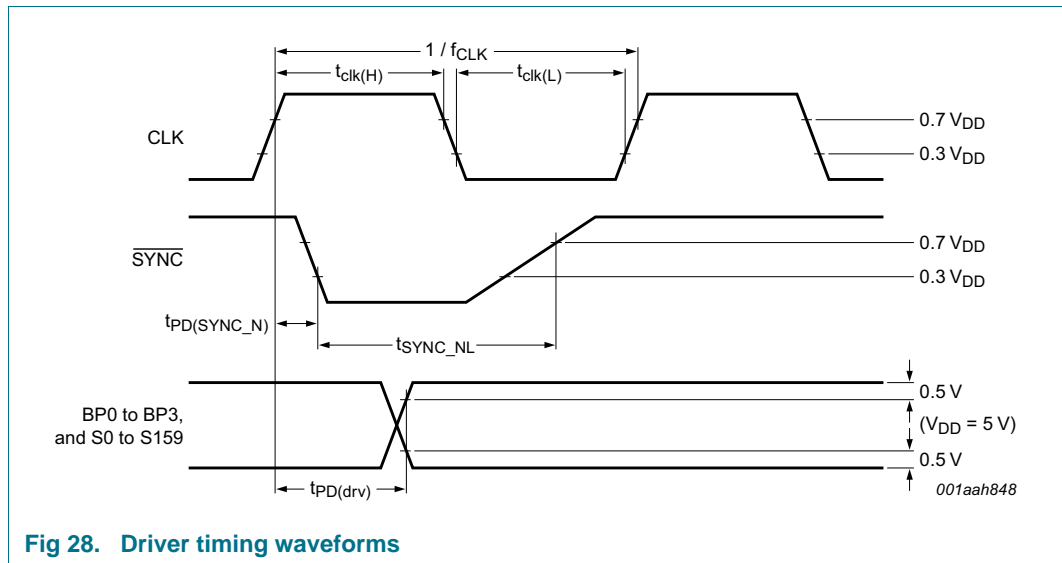 1 / fCLK
tclk(H)
tclk(L)
CLK
0.7 VDD
0.3 VDD
SYNC
0.7 VDD
0.3 VDD
tPD(SYNC_N)
tSYNC_NL
BP0 to BP3,
and S0 to S159
0.5 V
(VDD = 5 V)
0.5 V
tPD(drv)
001aah848
Fig 28. Driver timing waveforms